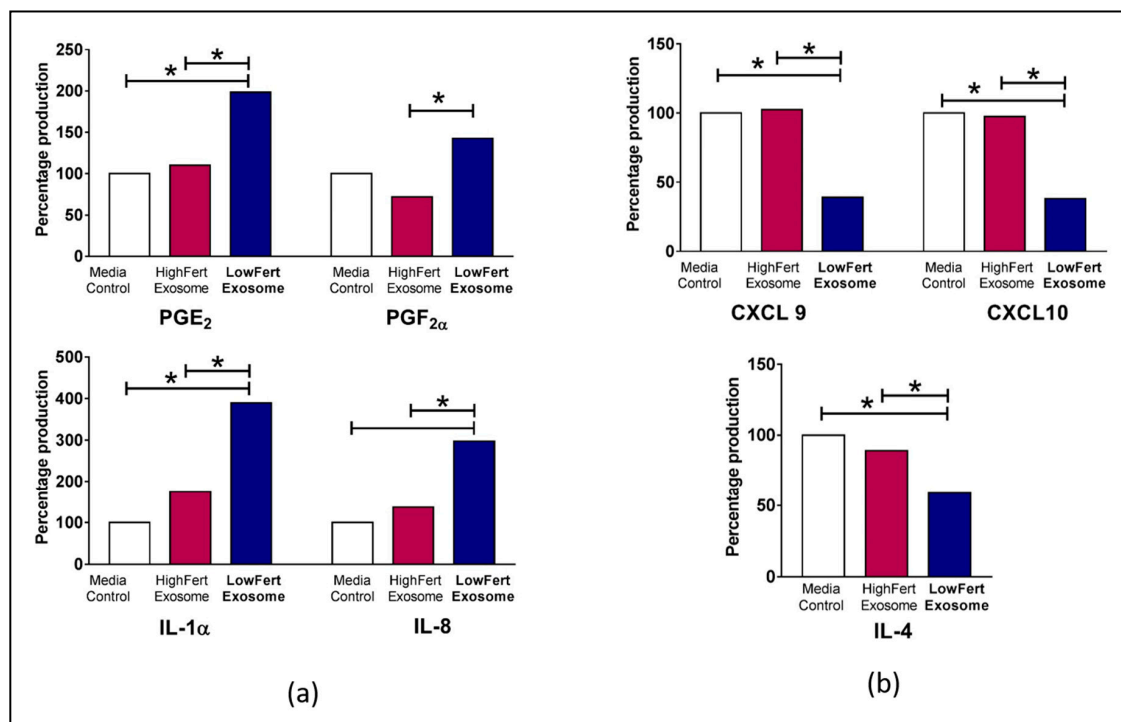 250
200
150
100
50
0
Percentage production
*
*
*
Media Control
HighFert Exosome
LowFert Exosome
Media Control
HighFert Exosome
LowFert Exosome
PGE₂
PGF₂α
500
400
300
200
100
0
Percentage production
*
*
*
Media Control
HighFert Exosome
LowFert Exosome
Media Control
HighFert Exosome
LowFert Exosome
IL-1α
IL-8
(a)
150
100
50
0
Percentage production
*
*
*
*
Media Control
HighFert Exosome
LowFert Exosome
Media Control
HighFert Exosome
LowFert Exosome
CXCL 9
CXCL10
150
100
50
0
Percentage production
*
*
Media Control
HighFert Exosome
LowFert Exosome
IL-4
(b)